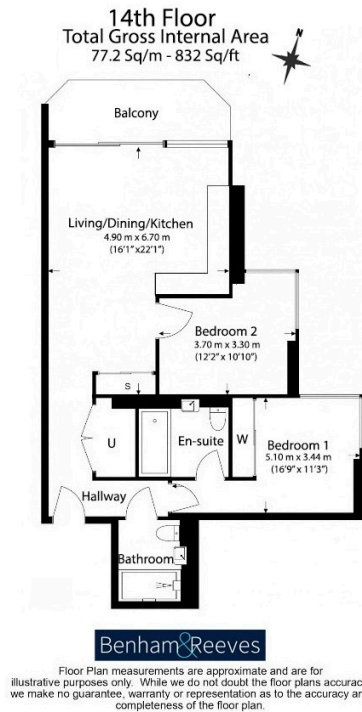 14th Floor
Total Gross Internal Area
77.2 Sq/m - 832 Sq/ft
N
Balcony
Living/Dining/Kitchen
4.90 m x 6.70 m
(16'1" x22'1")
Bedroom 2
3.70 m x 3.30 m
(12'2" x 10'10")
S
U
En-suite
W
Bedroom 1
5.10 m x 3.44 m
(16'9" x 11'3")
Hallway
Bathroom
Benham&Reeves
Floor Plan measurements are approximate and are for
illustrative purposes only. While we do not doubt the floor plans accurac
we make no guarantee, warranty or representation as to the accuracy an
completeness of the floor plan.